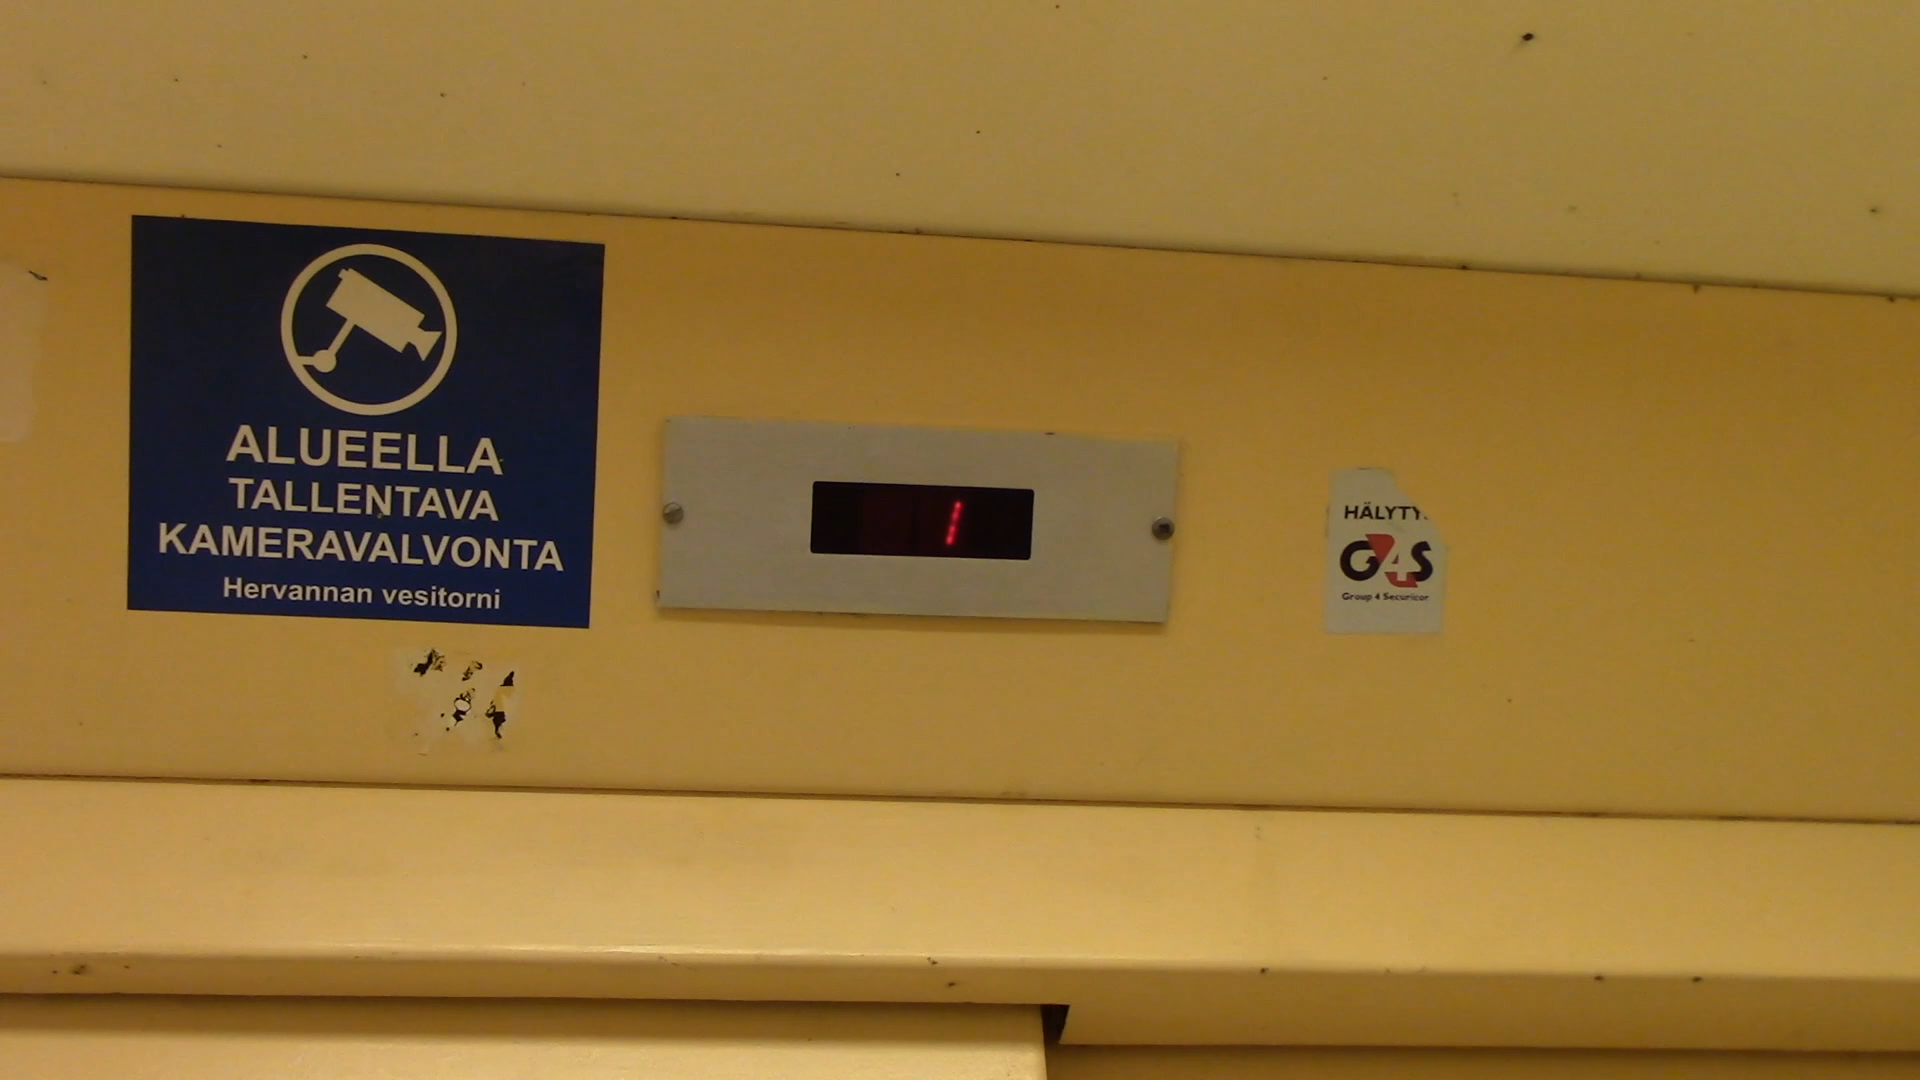 ALUEELLA
TALLENTAVA
KAMERAVALVONTA
Hervannan vesitorni
1
HÄLYTY
G4S
Group 4 Securicor